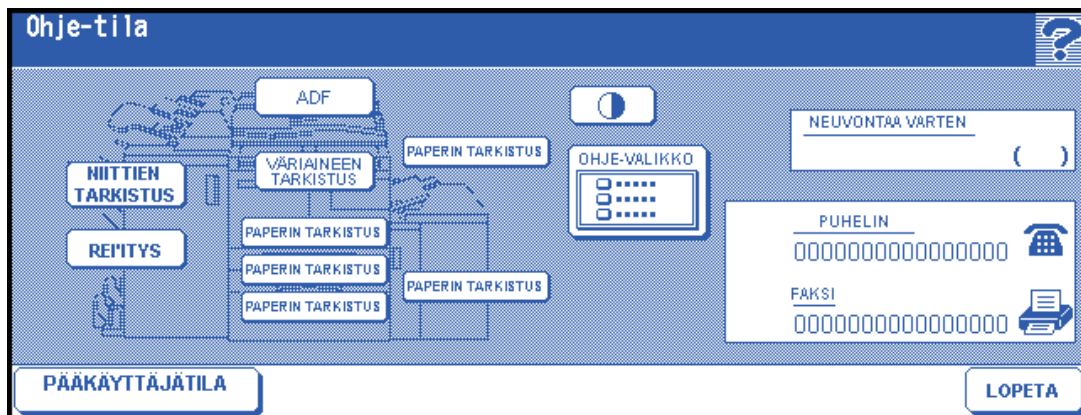 Ohje-tila
ADF
NEUVONTAA VARTEN
( )
PAPERIN TARKISTUS
OHJE-VALIKKO
NIITTIEN
TARKISTUS
VÄRIAINEEN
TARKISTUS
PUHELIN
0000000000000000
PAPERIN TARKISTUS
REI'ITYS
PAPERIN TARKISTUS
PAPERIN TARKISTUS
FAKSI
0000000000000000
PAPERIN TARKISTUS
PÄÄKÄYTTÄJÄTILA
LOPETA